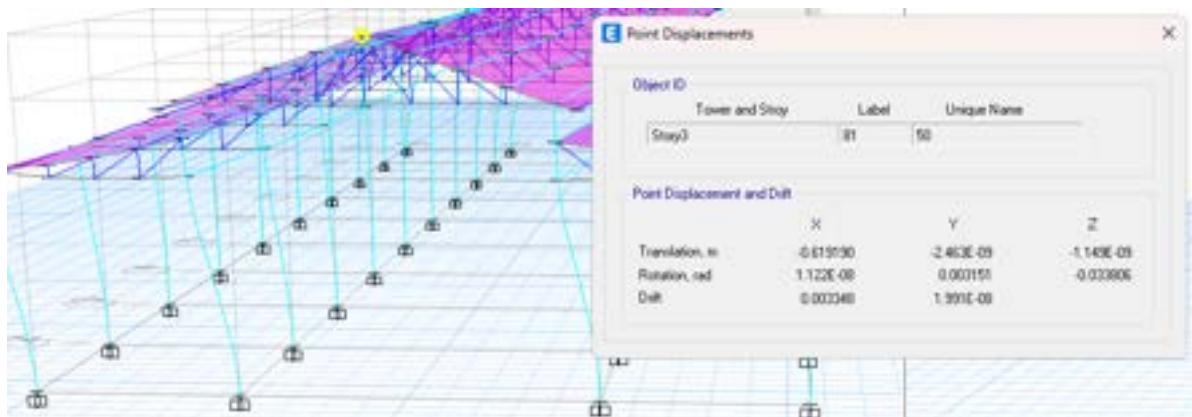 E Point Displacements
Object ID
Tower and Stroy Label Unique Name
Stroy3 81 50
Point Displacement and Drift
X Y Z
Translation, m -0.619190 -2.463E-09 -1.149E-09
Rotation, rad 1.122E-08 0.003151 -0.033806
Drift 0.003348 1.991E-08